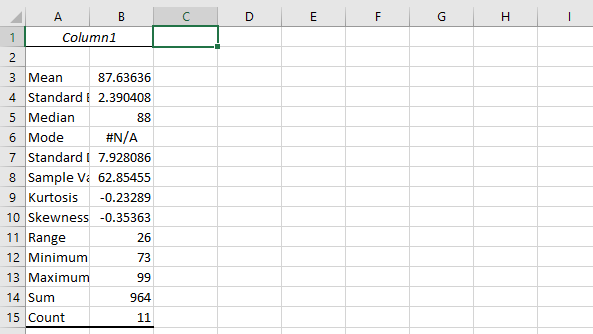 A B C D E F G H I
1 Column1
2
3 Mean 87.63636
4 Standard E 2.390408
5 Median 88
6 Mode #N/A
7 Standard D 7.928086
8 Sample Va 62.85455
9 Kurtosis -0.23289
10 Skewness -0.35363
11 Range 26
12 Minimum 73
13 Maximum 99
14 Sum 964
15 Count 11